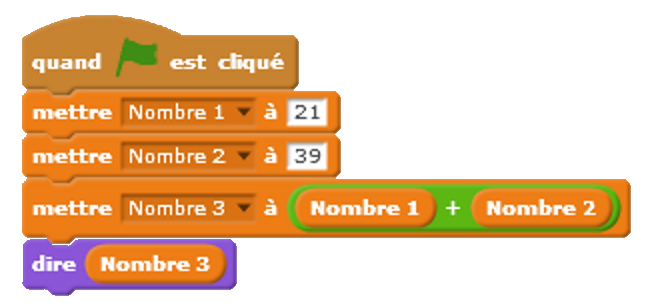 quand est cliqué
mettre Nombre 1 à 21
mettre Nombre 2 à 39
mettre Nombre 3 à Nombre 1 + Nombre 2
dire Nombre 3